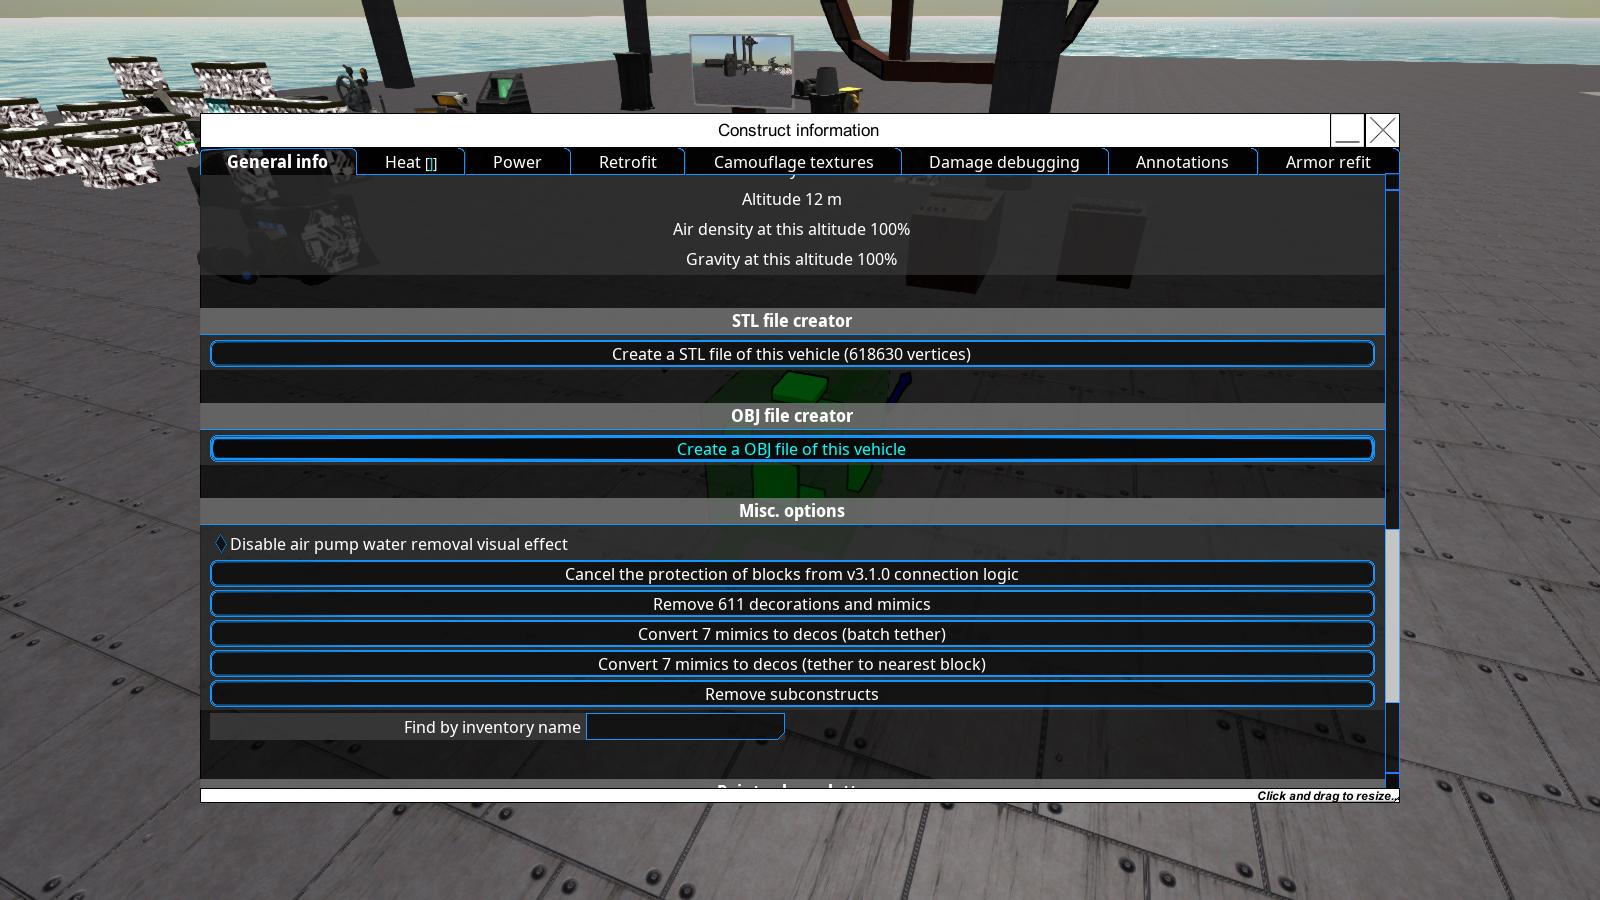 Construct information
General info
Heat []
Power
Retrofit
Camouflage textures
Damage debugging
Annotations
Armor refit
Altitude 12 m
Air density at this altitude 100%
Gravity at this altitude 100%
STL file creator
Create a STL file of this vehicle (618630 vertices)
OBJ file creator
Create a OBJ file of this vehicle
Misc. options
Disable air pump water removal visual effect
Cancel the protection of blocks from v3.1.0 connection logic
Remove 611 decorations and mimics
Convert 7 mimics to decos (batch tether)
Convert 7 mimics to decos (tether to nearest block)
Remove subconstructs
Find by inventory name
Click and drag to resize..